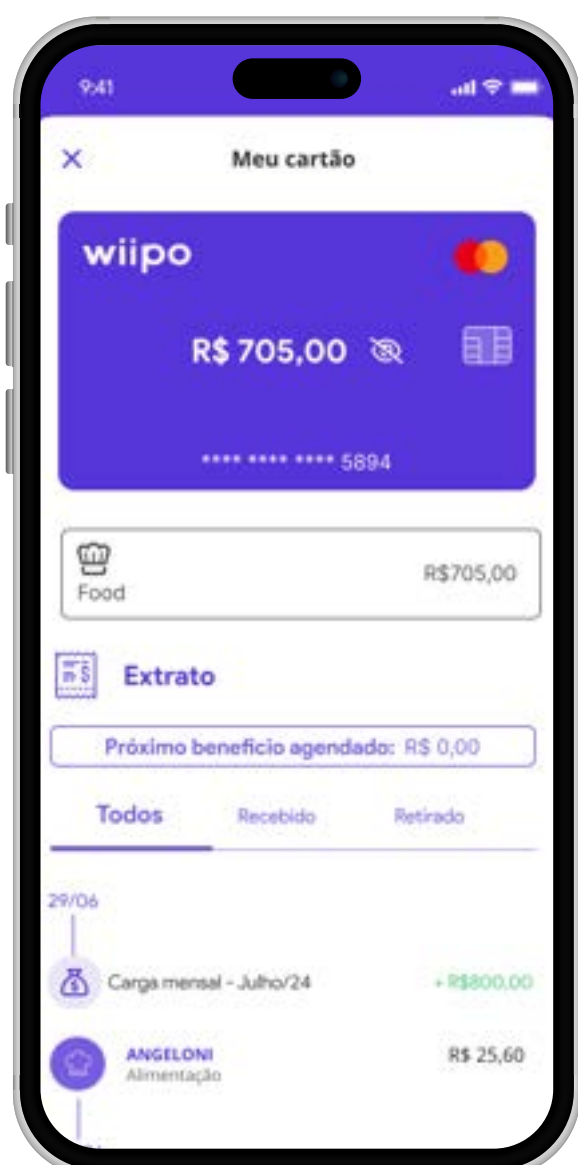 9:41
Meu cartão
wiipo
R$ 705,00
**** **** **** 5894
Food
R$705,00
Extrato
Próximo beneficio agendado: R$ 0,00
Todos Recebido Retirado
29/06
Carga mensal - Julho/24 + R$800,00
ANGELONI R$ 25,60
Alimentação